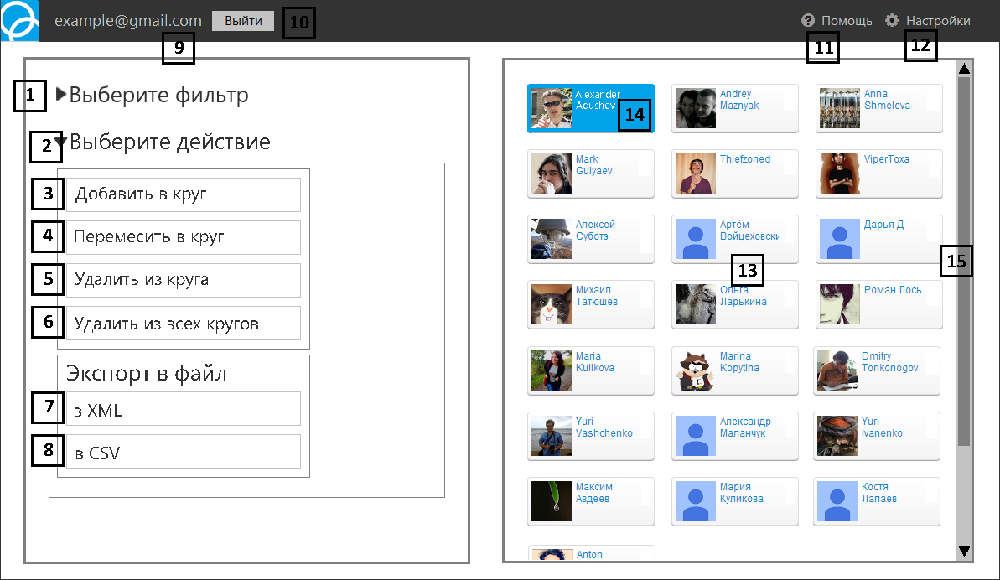 example@gmail.com Выйти 10 Помощь Настройки
9 11 12
1 Выберите фильтр
2 Выберите действие
3 Добавить в круг
4 Перемесить в круг
5 Удалить из круга
6 Удалить из всех кругов
Экспорт в файл
7 в XML
8 в CSV
Alexander
Adushev 14
Andrey
Maznyak
Anna
Shmeleva
Mark
Gulyaev
Thiefzoned
ViperToxa
Алексей
Суботэ
Артём
Войцеховски
Дарья Д
13
15
Михаил
Татюшев
Ольга
Ларькина
Роман Лось
Maria
Kulikova
Marina
Kopytina
Dmitry
Tonkonogov
Yuri
Vashchenko
Александр
Маланчук
Yuri
Ivanenko
Максим
Авдеев
Мария
Куликова
Костя
Лапаев
Anton